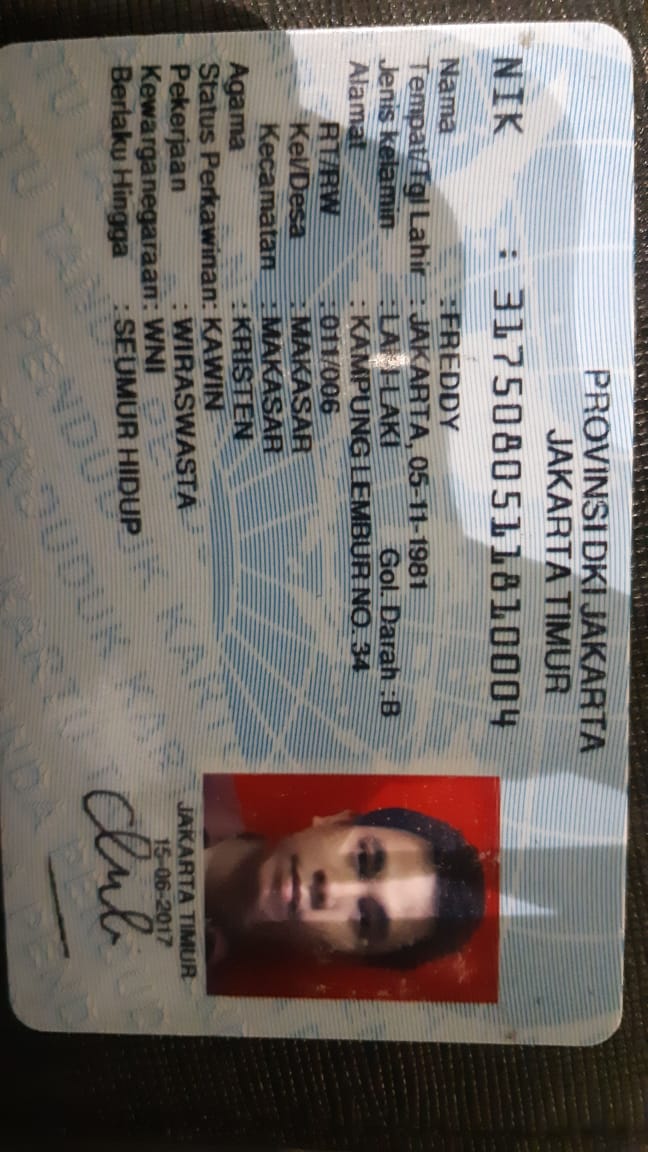 PROVINSI DKI JAKARTA
JAKARTA TIMUR
NIK : 3175080511810004
Nama : FREDDY
Tempat/Tgl Lahir : JAKARTA, 05-11-1981
Jenis kelamin : LAKI-LAKI Gol. Darah : B
Alamat : KAMPUNG LEMBUR NO. 34
RT/RW : 011/006
Kel/Desa : MAKASAR
Kecamatan : MAKASAR
Agama : KRISTEN
Status Perkawinan: KAWIN
Pekerjaan : WIRASWASTA
Kewarganegaraan: WNI
Berlaku Hingga : SEUMUR HIDUP
JAKARTA TIMUR
15-06-2017